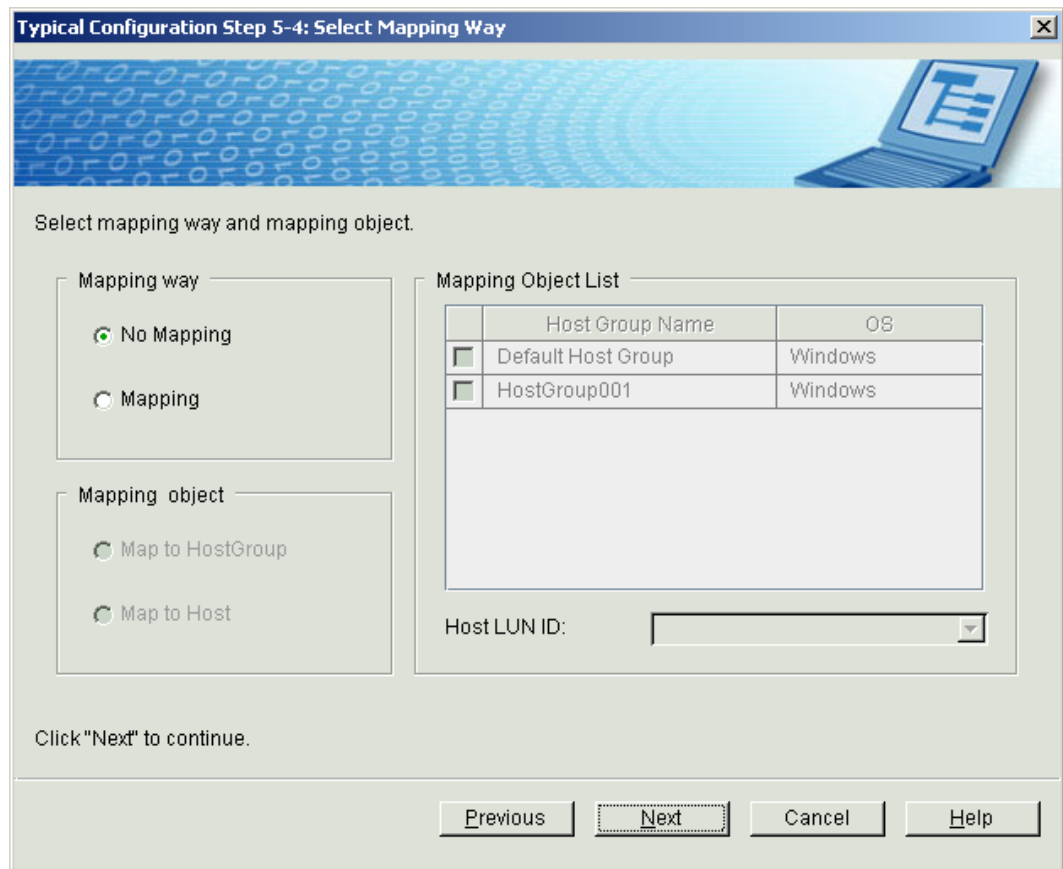 Typical Configuration Step 5-4: Select Mapping Way
Select mapping way and mapping object.
Mapping way
No Mapping
Mapping
Mapping object
Map to HostGroup
Map to Host
Mapping Object List
Host Group Name OS
Default Host Group Windows
HostGroup001 Windows
Host LUN ID:
Click "Next" to continue.
Previous Next Cancel Help